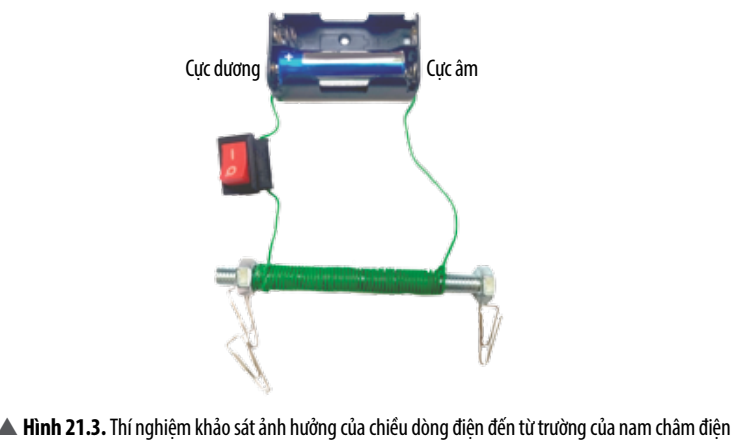 +
Cực dương
Cực âm
▲ Hình 21.3. Thí nghiệm khảo sát ảnh hưởng của chiều dòng điện đến từ trường của nam châm điện